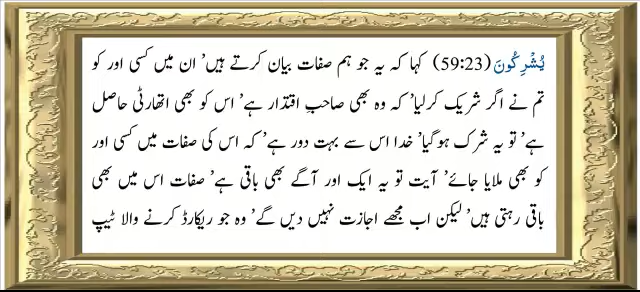 یُشْرِکُونَ (59:23) کہا کہ یہ جو ہم صفات بیان کرتے ہیں’ ان میں کسی اور کو
تم نے اگر شریک کرلیا’ کہ وہ بھی صاحبِ اقتدار ہے’ اس کو بھی اتھارٹی حاصل
ہے’ تو یہ شرک ہوگیا’ خدا اس سے بہت دور ہے’ کہ اس کی صفات میں کسی اور
کو بھی ملایا جائے’ آیت تو یہ ایک اور آگے بھی باقی ہے’ صفات اس میں بھی
باقی رہتی ہیں’ لیکن اب مجھے اجازت نہیں دیں گے’ وہ جو ریکارڈ کرنے والا ٹیپ